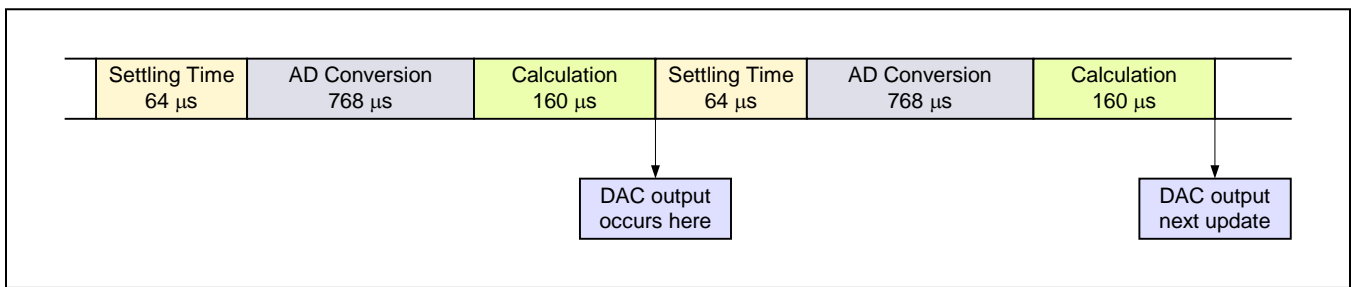 Settling Time
64 μs
AD Conversion
768 μs
Calculation
160 μs
Settling Time
64 μs
AD Conversion
768 μs
Calculation
160 μs
DAC output
occurs here
DAC output
next update